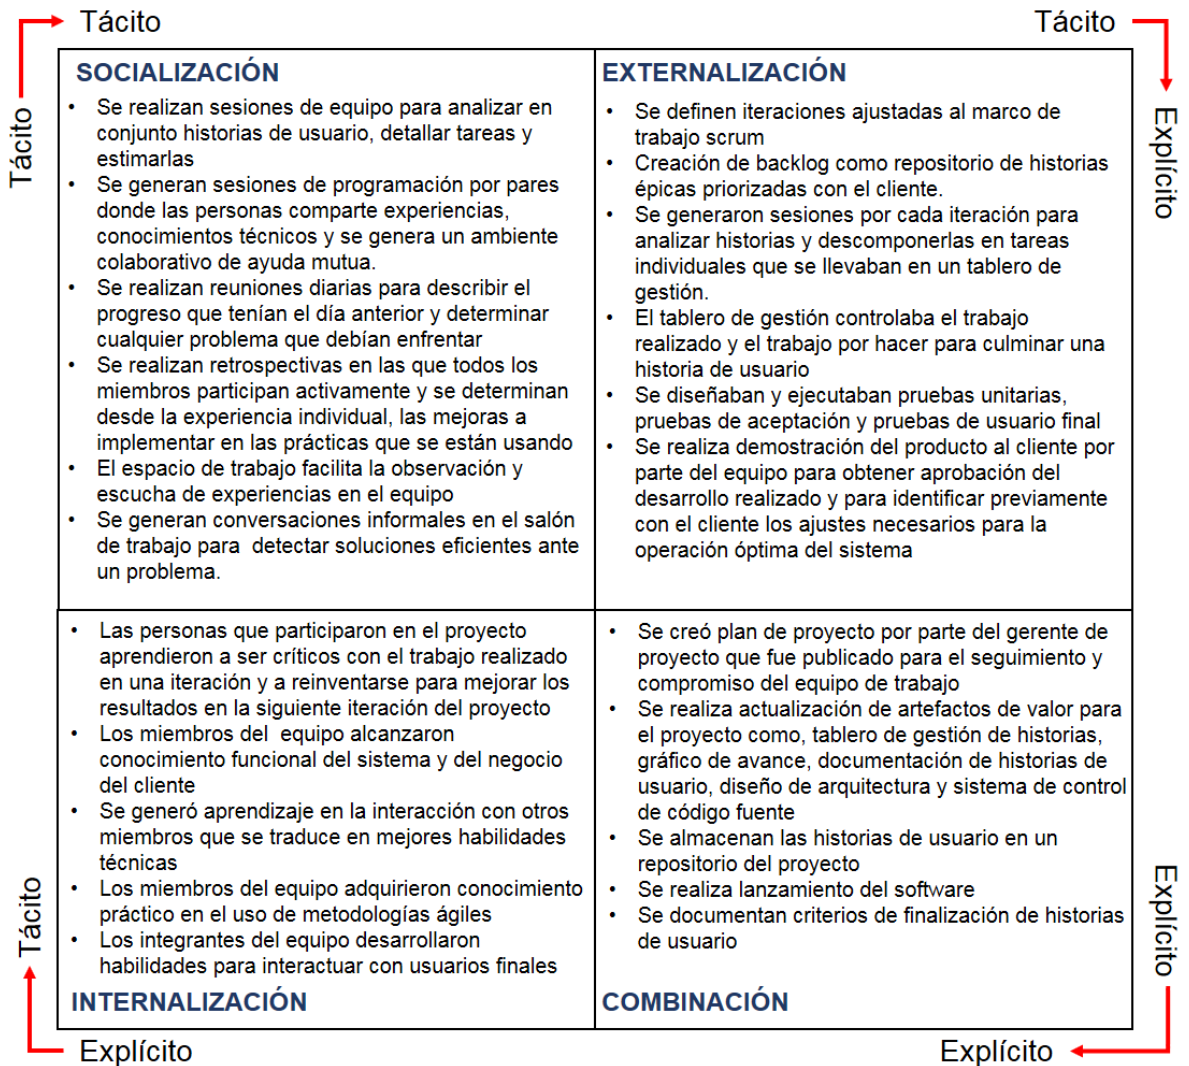 Tácito
Tácito
Tácito
Explícito
SOCIALIZACIÓN
• Se realizan sesiones de equipo para analizar en
conjunto historias de usuario, detallar tareas y
estimarlas
• Se generan sesiones de programación por pares
donde las personas comparte experiencias,
conocimientos técnicos y se genera un ambiente
colaborativo de ayuda mutua.
• Se realizan reuniones diarias para describir el
progreso que tenían el día anterior y determinar
cualquier problema que debían enfrentar
• Se realizan retrospectivas en las que todos los
miembros participan activamente y se determinan
desde la experiencia individual, las mejoras a
implementar en las prácticas que se están usando
• El espacio de trabajo facilita la observación y
escucha de experiencias en el equipo
• Se generan conversaciones informales en el salón
de trabajo para detectar soluciones eficientes ante
un problema.
EXTERNALIZACIÓN
• Se definen iteraciones ajustadas al marco de
trabajo scrum
• Creación de backlog como repositorio de historias
épicas priorizadas con el cliente.
• Se generaron sesiones por cada iteración para
analizar historias y descomponerlas en tareas
individuales que se llevaban en un tablero de
gestión.
• El tablero de gestión controlaba el trabajo
realizado y el trabajo por hacer para culminar una
historia de usuario
• Se diseñaban y ejecutaban pruebas unitarias,
pruebas de aceptación y pruebas de usuario final
• Se realiza demostración del producto al cliente por
parte del equipo para obtener aprobación del
desarrollo realizado y para identificar previamente
con el cliente los ajustes necesarios para la
operación óptima del sistema
• Las personas que participaron en el proyecto
aprendieron a ser críticos con el trabajo realizado
en una iteración y a reinventarse para mejorar los
resultados en la siguiente iteración del proyecto
• Los miembros del equipo alcanzaron
conocimiento funcional del sistema y del negocio
del cliente
• Se generó aprendizaje en la interacción con otros
miembros que se traduce en mejores habilidades
técnicas
• Los miembros del equipo adquirieron conocimiento
práctico en el uso de metodologías ágiles
• Los integrantes del equipo desarrollaron
habilidades para interactuar con usuarios finales
INTERNALIZACIÓN
• Se creó plan de proyecto por parte del gerente de
proyecto que fue publicado para el seguimiento y
compromiso del equipo de trabajo
• Se realiza actualización de artefactos de valor para
el proyecto como, tablero de gestión de historias,
gráfico de avance, documentación de historias de
usuario, diseño de arquitectura y sistema de control
de código fuente
• Se almacenan las historias de usuario en un
repositorio del proyecto
• Se realiza lanzamiento del software
• Se documentan criterios de finalización de historias
de usuario
COMBINACIÓN
Tácito
Explícito
Explícito
Explícito